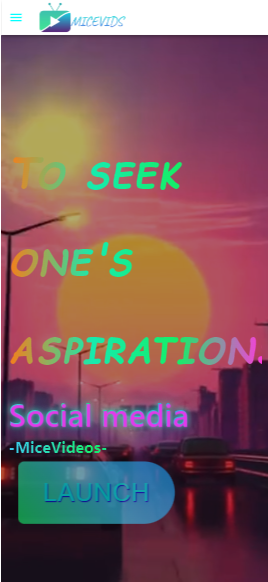 MICEVIDS
TO SEEK
ONE'S
ASPIRATION.
Social media
-MiceVideos-
LAUNCH